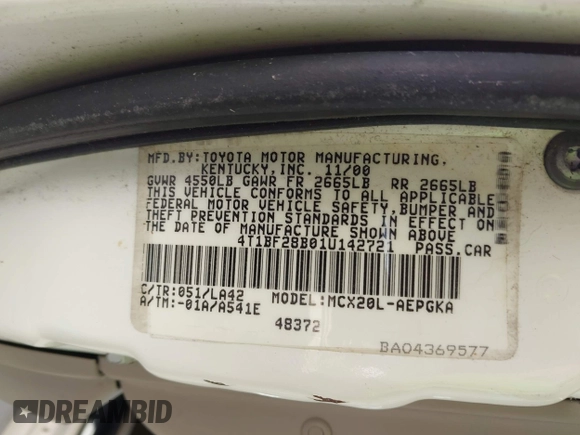 MFD.BY:TOYOTA MOTOR MANUFACTURING.
KENTUCKY,INC. 11/00
GVWR 4550LB GAWR FR 2665LB RR 2665LB
THIS VEHICLE CONFORMS TO ALL APPLICABLE
FEDERAL MOTOR VEHICLE SAFETY,BUMPER AND
THEFT PREVENTION STANDARDS IN EFFECT ON
THE DATE OF MANUFACTURE SHOWN ABOVE
4T1BF28B01U142721 PASS.CAR
C/TR:051/LA42 MODEL:MCX20L-AEPGKA
A/TM:-01A/A541E
48372
BA04369577
DREAMBID